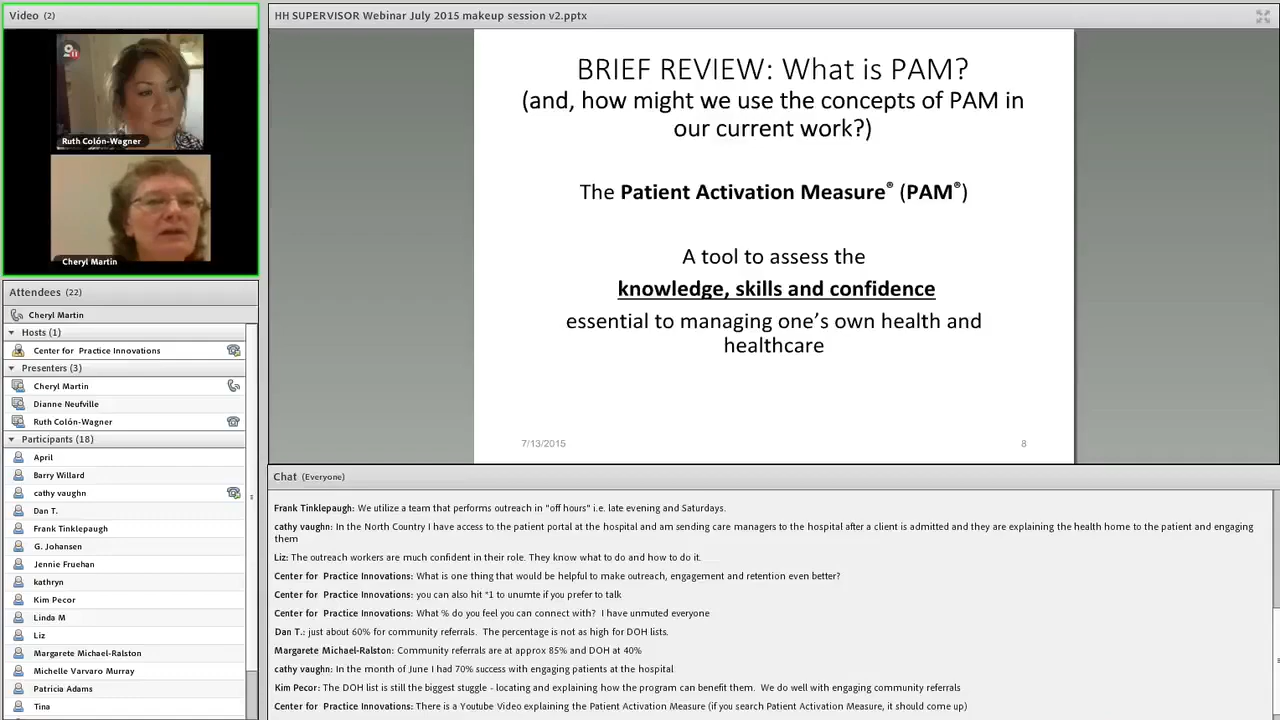 Video (2)
Ruth Colón-Wagner
Cheryl Martin
Attendees (22)
Cheryl Martin
Hosts (1)
Center for Practice Innovations
Presenters (3)
Cheryl Martin
Dianne Neufville
Ruth Colón-Wagner
Participants (18)
April
Barry Willard
cathy vaughn
Dan T.
Frank Tinklepaugh
G. Johansen
Jennie Fruehan
kathryn
Kim Pecor
Linda M
Liz
Margarete Michael-Ralston
Michelle Varvaro Murray
Patricia Adams
Tina
HH SUPERVISOR Webinar July 2015 makeup session v2.pptx
BRIEF REVIEW: What is PAM?
(and, how might we use the concepts of PAM in
our current work?)
The Patient Activation Measure® (PAM®)
A tool to assess the
knowledge, skills and confidence
essential to managing one's own health and
healthcare
7/13/2015
8
Chat (Everyone)
Frank Tinklepaugh: We utilize a team that performs outreach in "off hours" i.e. late evening and Saturdays.
cathy vaughn: In the North Country I have access to the patient portal at the hospital and am sending care managers to the hospital after a client is admitted and they are explaining the health home to the patient and engaging
them
Liz: The outreach workers are much confident in their role. They know what to do and how to do it.
Center for Practice Innovations: What is one thing that would be helpful to make outreach, engagement and retention even better?
Center for Practice Innovations: you can also hit *1 to unumte if you prefer to talk
Center for Practice Innovations: What % do you feel you can connect with? I have unmuted everyone
Dan T.: just about 60% for community referrals. The percentage is not as high for DOH lists.
Margarete Michael-Ralston: Community referrals are at approx 85% and DOH at 40%
cathy vaughn: In the month of June I had 70% success with engaging patients at the hospital
Kim Pecor: The DOH list is still the biggest stuggle - locating and explaining how the program can benefit them. We do well with engaging community referrals
Center for Practice Innovations: There is a Youtube Video explaining the Patient Activation Measure (if you search Patient Activation Measure, it should come up)